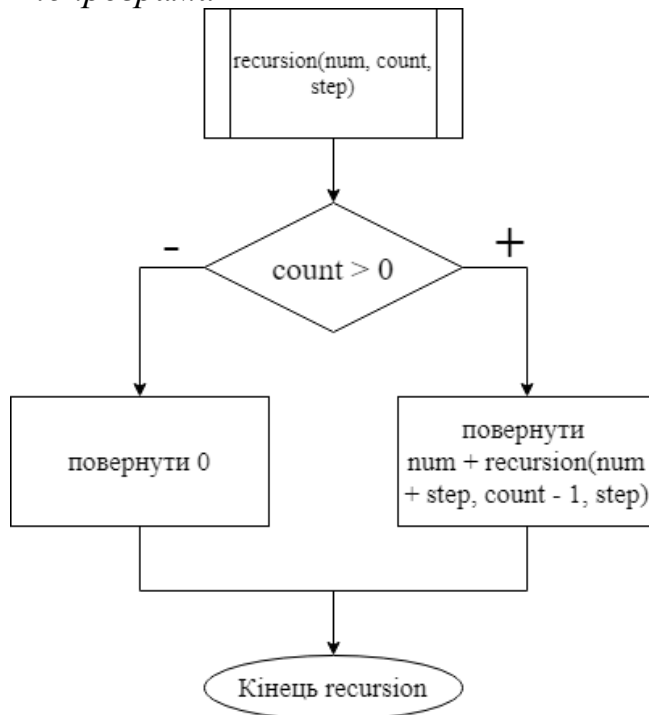 recursion(num, count,
step)
-
+
count > 0
повернути 0
повернути
num + recursion(num
+ step, count - 1, step)
Кінець recursion